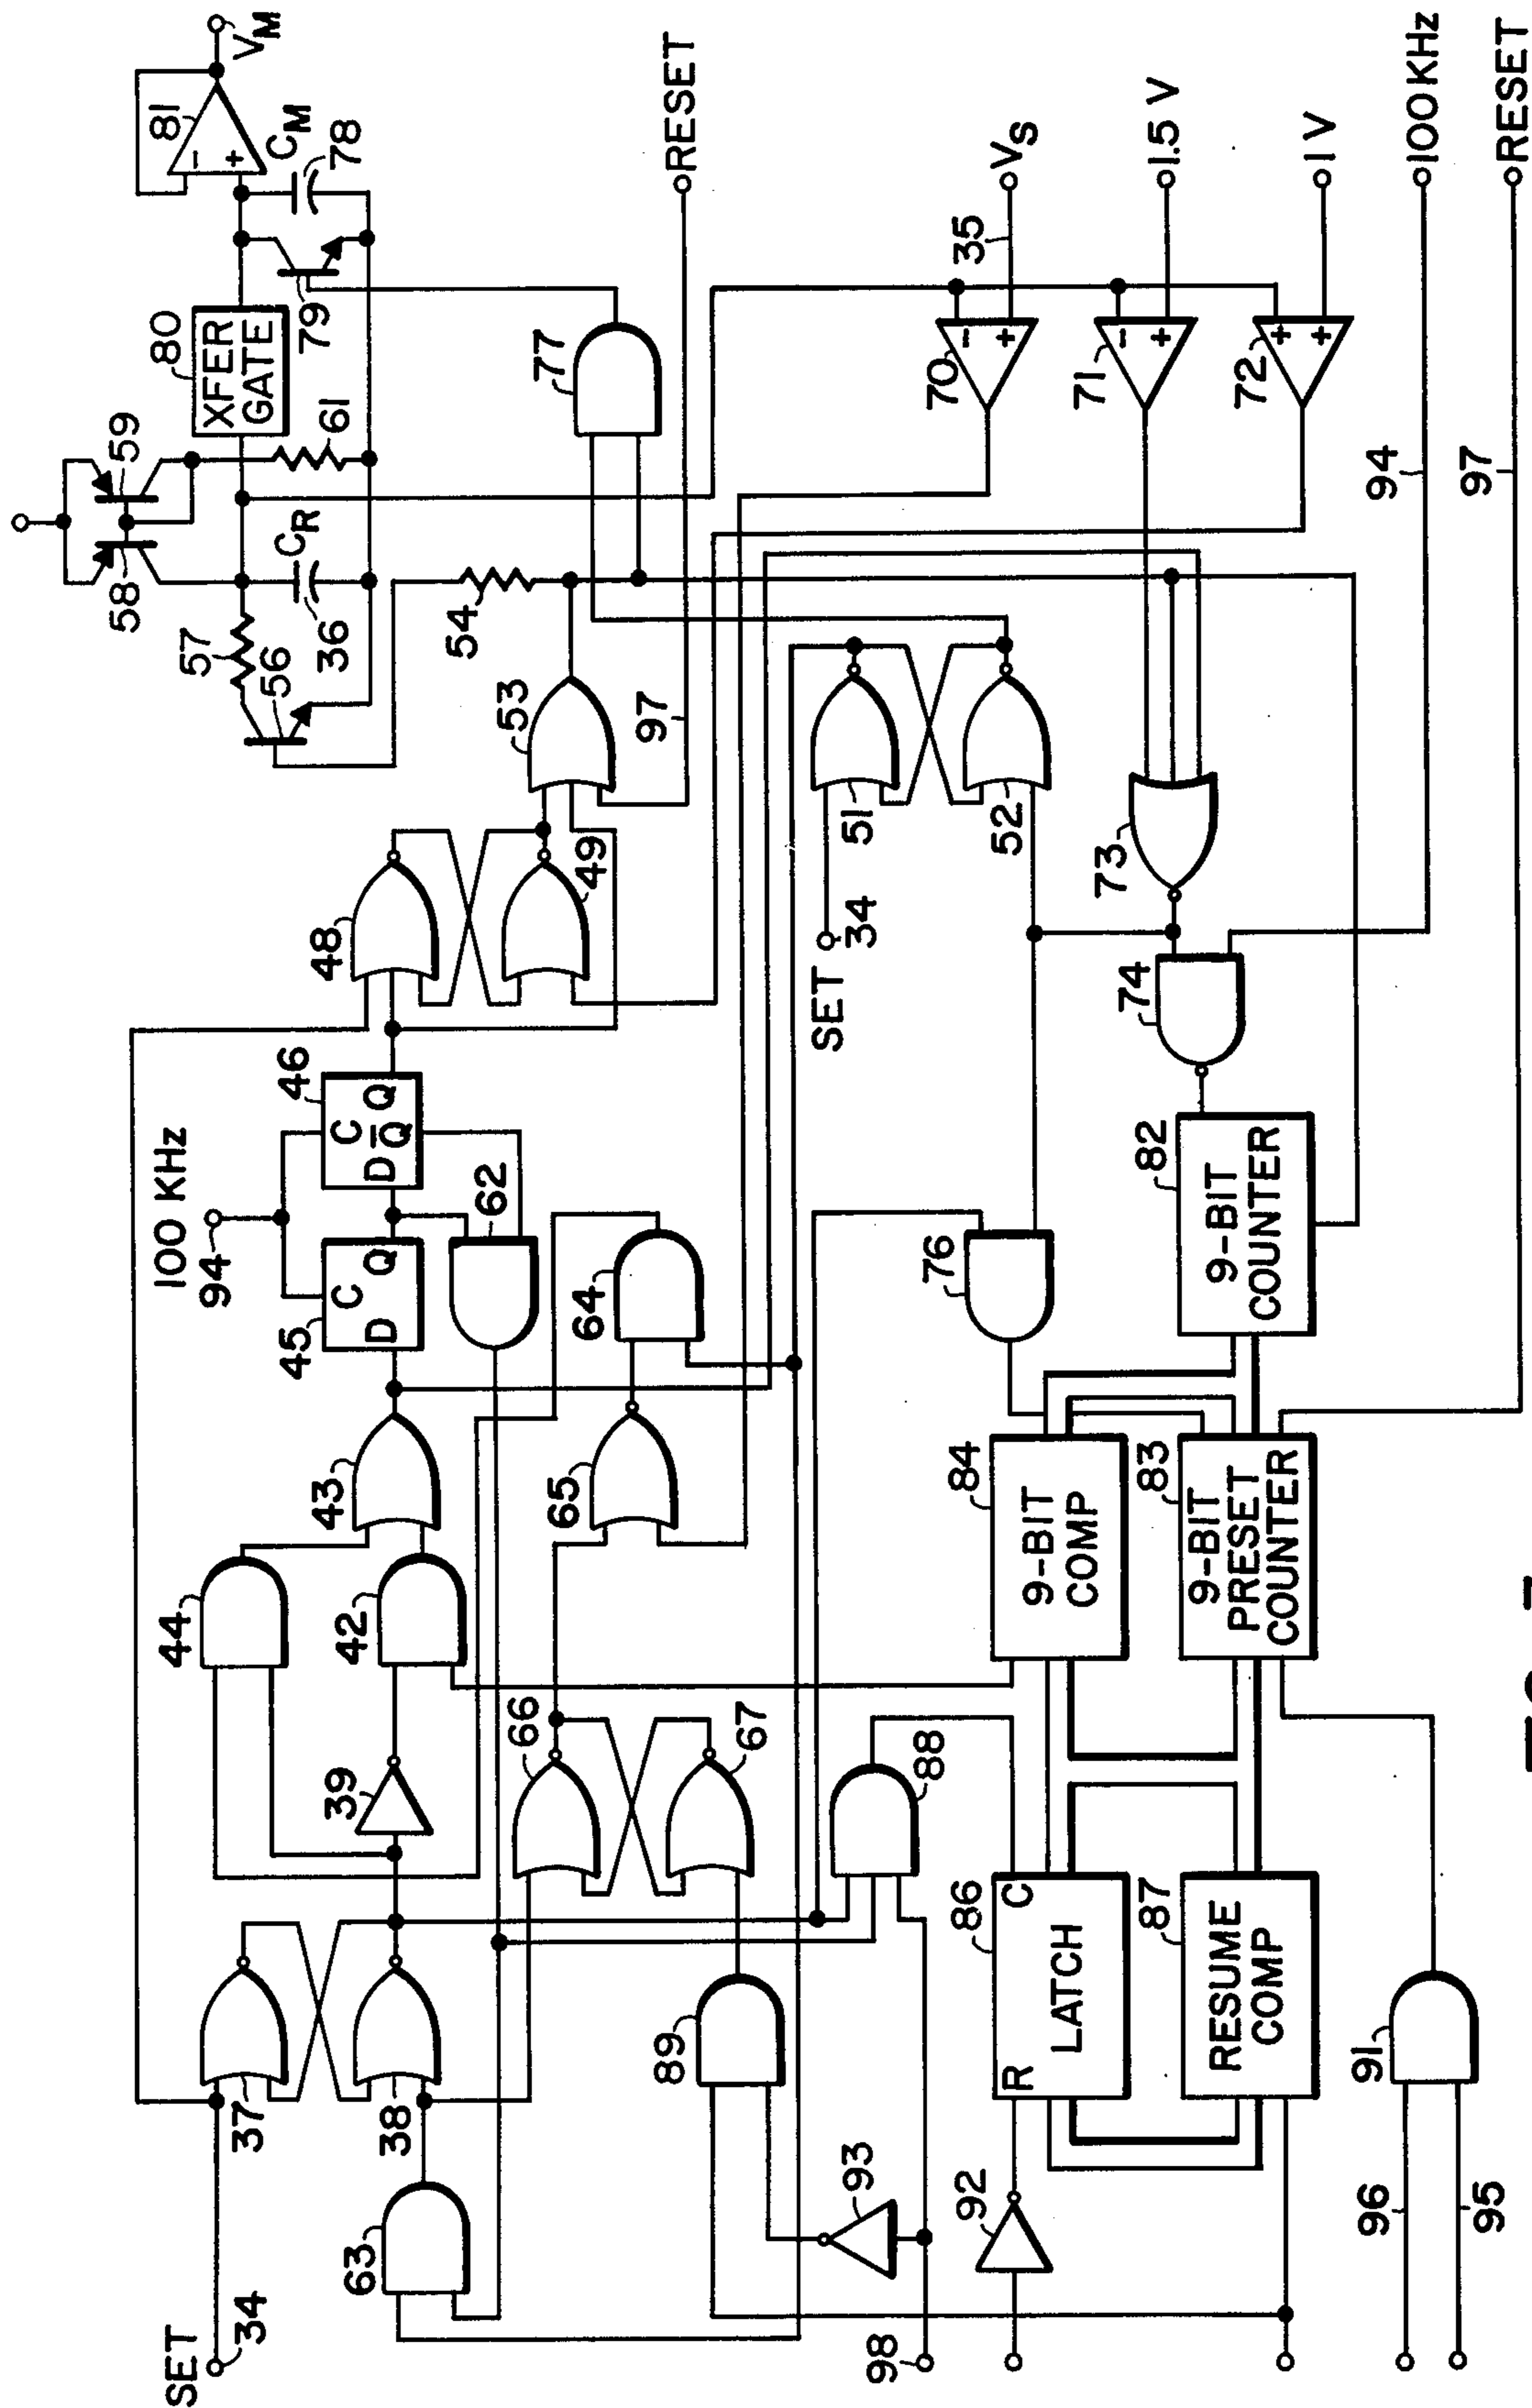 SET
34
37
38
63
39
44
42
43
45
D
C
Q
100 KHz
94
46
D
C
Q
Q̅
62
48
49
53
54
56
57
58
59
36
CR
61
XFER
GATE
80
79
78
CM
81
-
+
VM
66
67
65
64
89
88
93
98
97
RESET
77
SET
34
51
52
76
70
-
+
35
VS
71
-
+
1.5 V
72
+
+
1 V
73
74
92
86
R
LATCH
C
84
9-BIT
COMP
87
RESUME
COMP
83
9-BIT
PRESET
COUNTER
82
9-BIT
COUNTER
94
100KHz
96
95
91
97
RESET